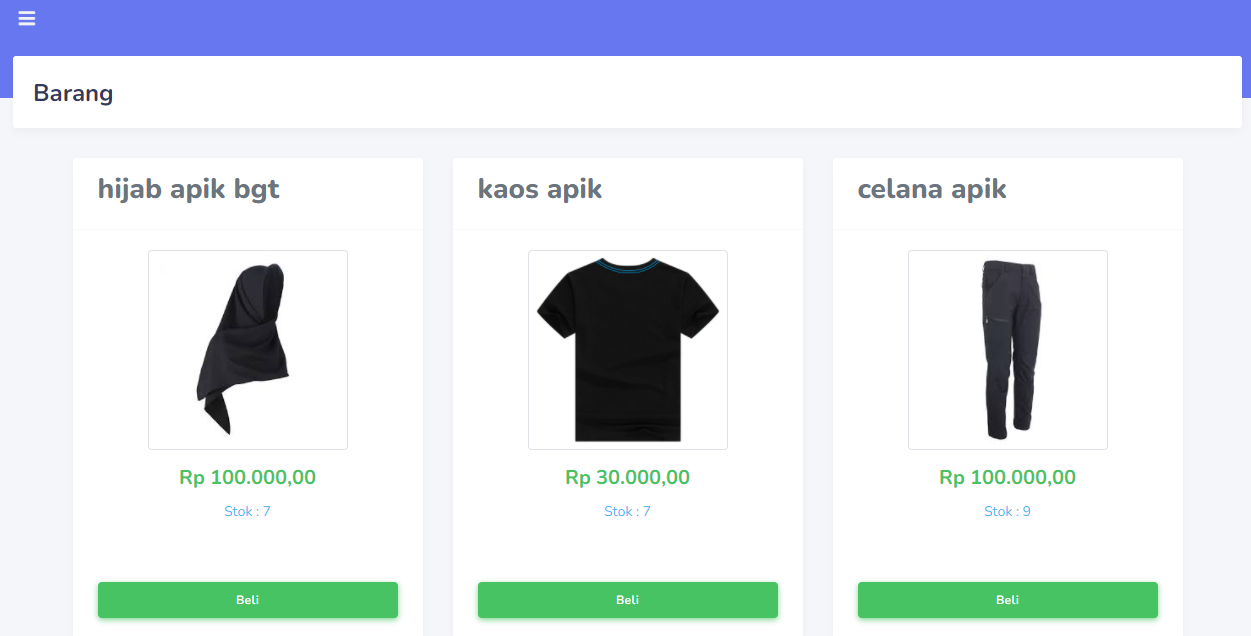 Barang
hijab apik bgt
Rp 100.000,00
Stok : 7
Beli
kaos apik
Rp 30.000,00
Stok : 7
Beli
celana apik
Rp 100.000,00
Stok : 9
Beli